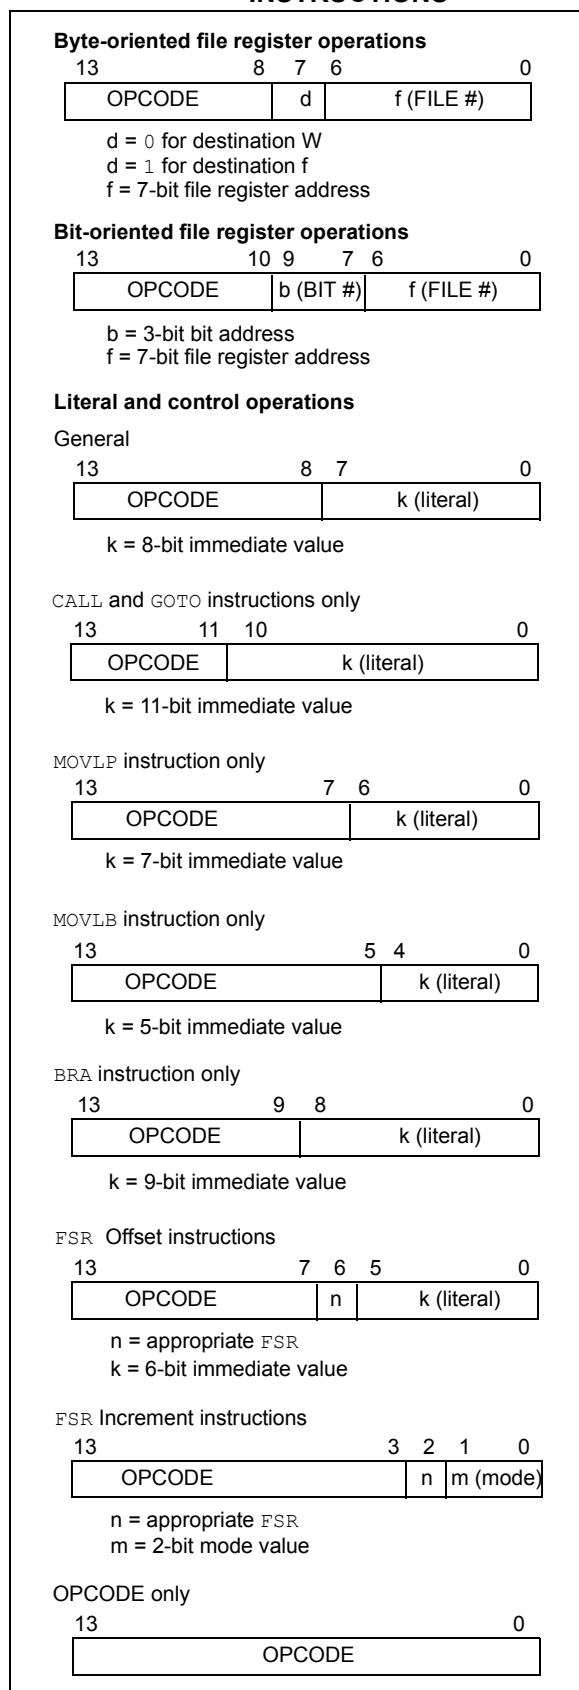 INSTRUCTIONS
Byte-oriented file register operations
13 8 7 6 0
OPCODE d f (FILE #)
d = 0 for destination W
d = 1 for destination f
f = 7-bit file register address
Bit-oriented file register operations
13 10 9 7 6 0
OPCODE b (BIT #) f (FILE #)
b = 3-bit bit address
f = 7-bit file register address
Literal and control operations
General
13 8 7 0
OPCODE k (literal)
k = 8-bit immediate value
CALL and GOTO instructions only
13 11 10 0
OPCODE k (literal)
k = 11-bit immediate value
MOVLP instruction only
13 7 6 0
OPCODE k (literal)
k = 7-bit immediate value
MOVLB instruction only
13 5 4 0
OPCODE k (literal)
k = 5-bit immediate value
BRA instruction only
13 9 8 0
OPCODE k (literal)
k = 9-bit immediate value
FSR Offset instructions
13 7 6 5 0
OPCODE n k (literal)
n = appropriate FSR
k = 6-bit immediate value
FSR Increment instructions
13 3 2 1 0
OPCODE n m (mode)
n = appropriate FSR
m = 2-bit mode value
OPCODE only
13 0
OPCODE